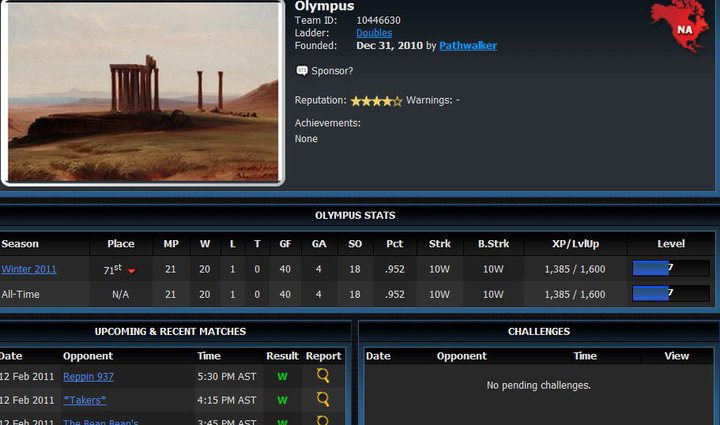 Olympus
Team ID: 10446630
Ladder: Doubles
Founded: Dec 31, 2010 by Pathwalker
NA
Sponsor?
Reputation: Warnings: -
Achievements:
None
OLYMPUS STATS
Season Place MP W L T GF GA SO Pct Strk B.Strk XP/LvlUp Level
Winter 2011 71st 21 20 1 0 40 4 18 .952 10W 10W 1,385 / 1,600 7
All-Time N/A 21 20 1 0 40 4 18 .952 10W 10W 1,385 / 1,600 7
UPCOMING & RECENT MATCHES
Date Opponent Time Result Report
12 Feb 2011 Reppin 937 5:30 PM AST W
12 Feb 2011 *Takers* 4:15 PM AST W
12 Feb 2011 The Bean Bean's 3:45 PM AST W
CHALLENGES
Date Opponent Time View
No pending challenges.